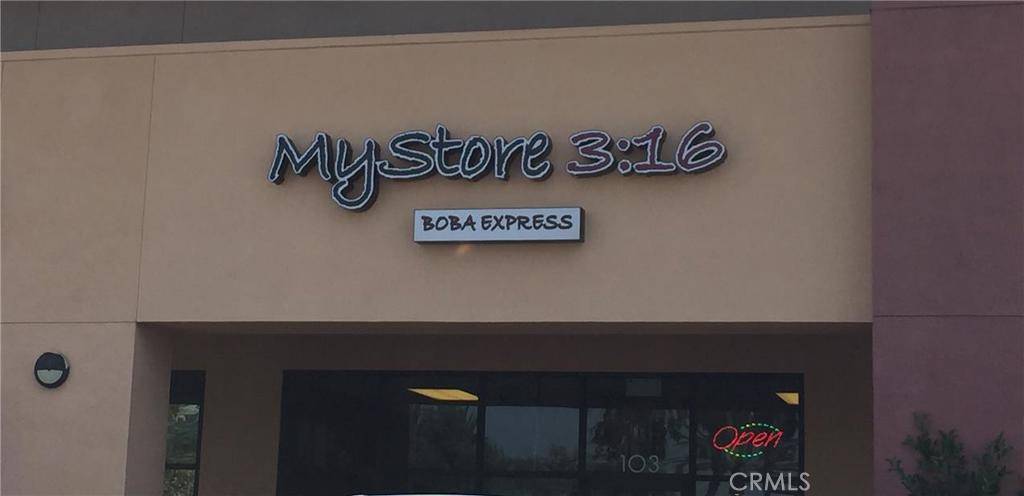 MyStore 3:16
BOBA EXPRESS
Open
103
CRMLS